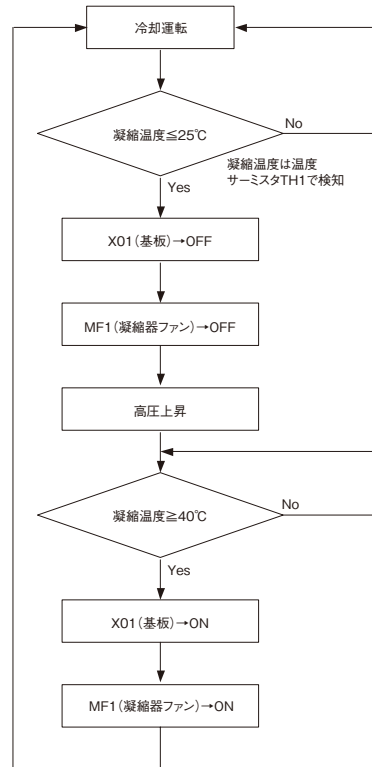 冷却運転
凝縮温度≦25℃
No
凝縮温度は温度
サーミスタTH1で検知
Yes
X01(基板)→OFF
MF1(凝縮器ファン)→OFF
高圧上昇
凝縮温度≧40℃
No
Yes
X01(基板)→ON
MF1(凝縮器ファン)→ON